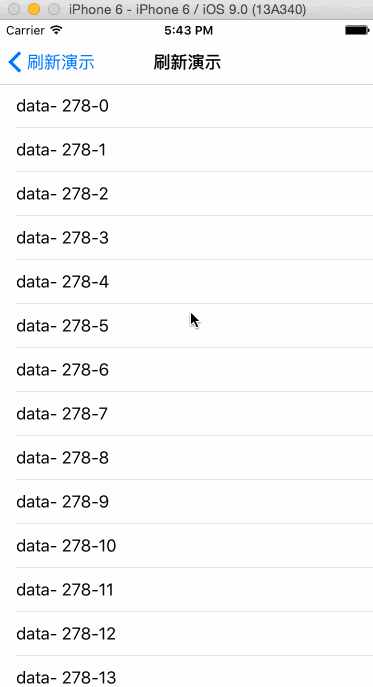 iPhone 6 - iPhone 6 / iOS 9.0 (13A340)
Carrier 5:43 PM
刷新演示 刷新演示
data- 278-0
data- 278-1
data- 278-2
data- 278-3
data- 278-4
data- 278-5
data- 278-6
data- 278-7
data- 278-8
data- 278-9
data- 278-10
data- 278-11
data- 278-12
data- 278-13